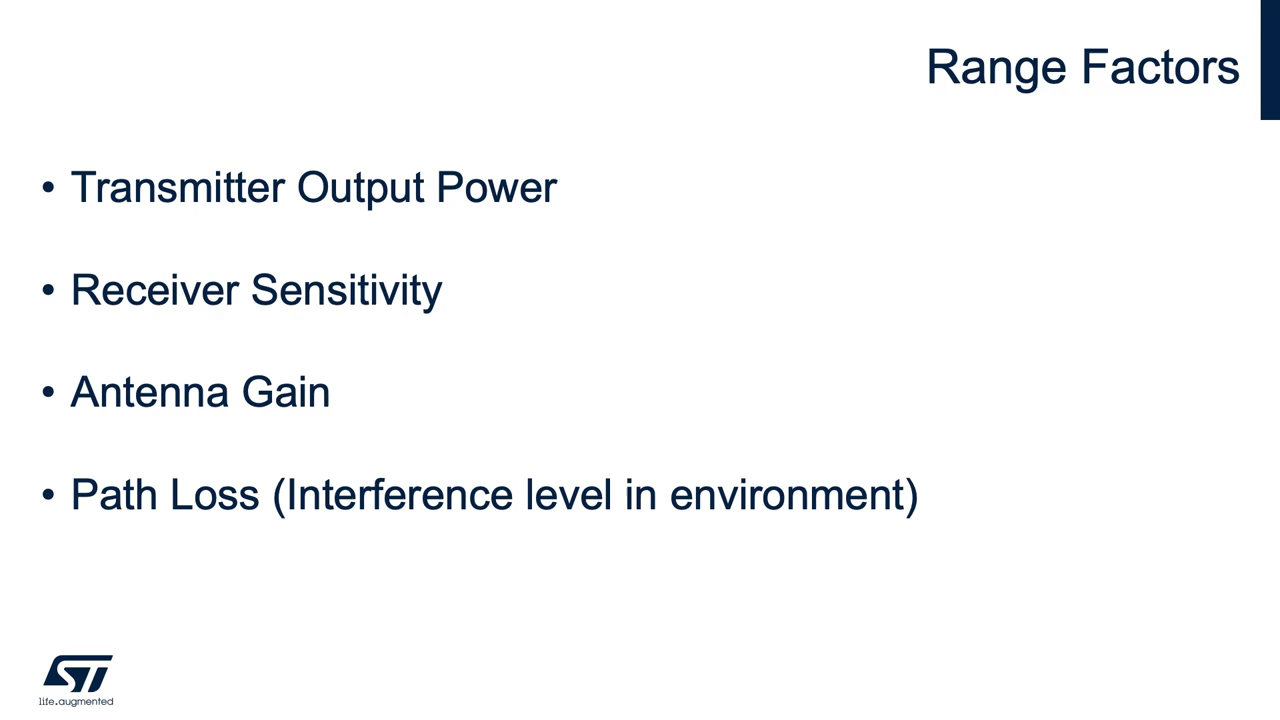 Range Factors
• Transmitter Output Power
• Receiver Sensitivity
• Antenna Gain
• Path Loss (Interference level in environment)
ST
life.augmented